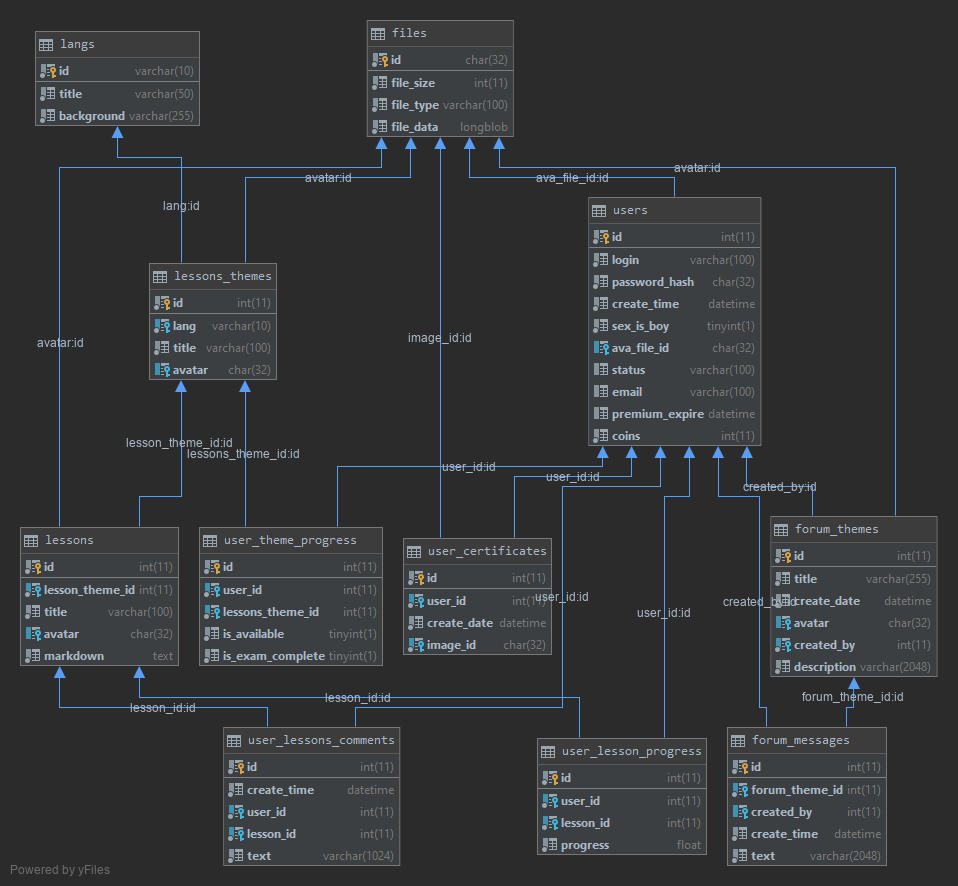 langs
id varchar(10)
title varchar(50)
background varchar(255)
files
id char(32)
file_size int(11)
file_type varchar(100)
file_data longblob
avatar:id
ava_file_id:id
avatar:id
lang:id
users
id int(11)
login varchar(100)
password_hash char(32)
create_time datetime
sex_is_boy tinyint(1)
ava_file_id char(32)
status varchar(100)
email varchar(100)
premium_expire datetime
coins int(11)
lessons_themes
id int(11)
lang varchar(10)
title varchar(100)
avatar char(32)
avatar:id
image_id:id
lesson_theme_id:id
lessons_theme_id:id
user_id:id
user_id:id
created_by:id
lessons
id int(11)
lesson_theme_id int(11)
title varchar(100)
avatar char(32)
markdown text
user_theme_progress
id int(11)
user_id int(11)
lessons_theme_id int(11)
is_available tinyint(1)
is_exam_complete tinyint(1)
user_certificates
id int(11)
user_id int(11)
create_date datetime
image_id char(32)
user_id:id
user_id:id
created_by:id
forum_themes
id int(11)
title varchar(255)
create_date datetime
avatar char(32)
created_by int(11)
description varchar(2048)
lesson_id:id
lesson_id:id
forum_theme_id:id
user_lessons_comments
id int(11)
create_time datetime
user_id int(11)
lesson_id int(11)
text varchar(1024)
user_lesson_progress
id int(11)
user_id int(11)
lesson_id int(11)
progress float
forum_messages
id int(11)
forum_theme_id int(11)
created_by int(11)
create_time datetime
text varchar(2048)
Powered by yFiles